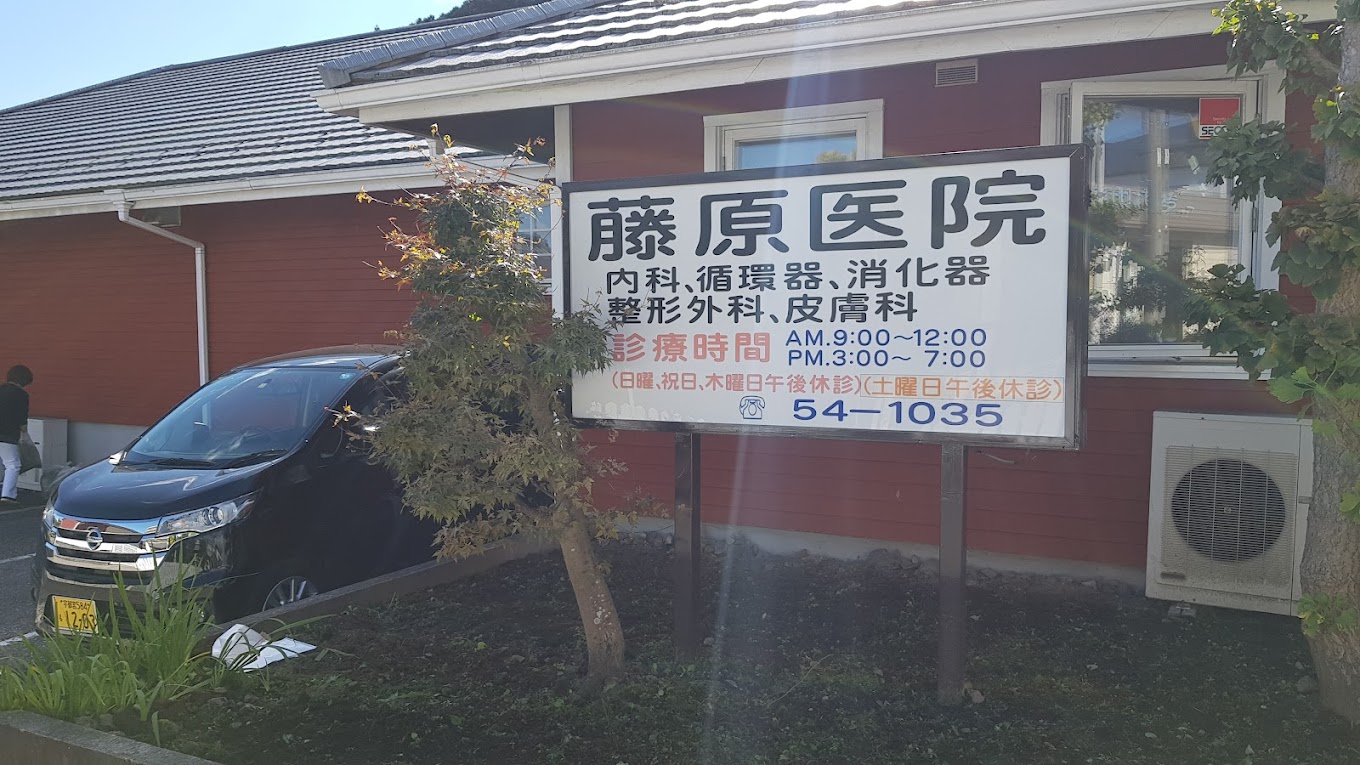 藤原医院
内科、循環器、消化器
整形外科、皮膚科
診療時間 AM.9:00～12:00
PM.3:00～ 7:00
(日曜、祝日、木曜日午後休診)(土曜日午後休診)
☏ 54-1035
12-03